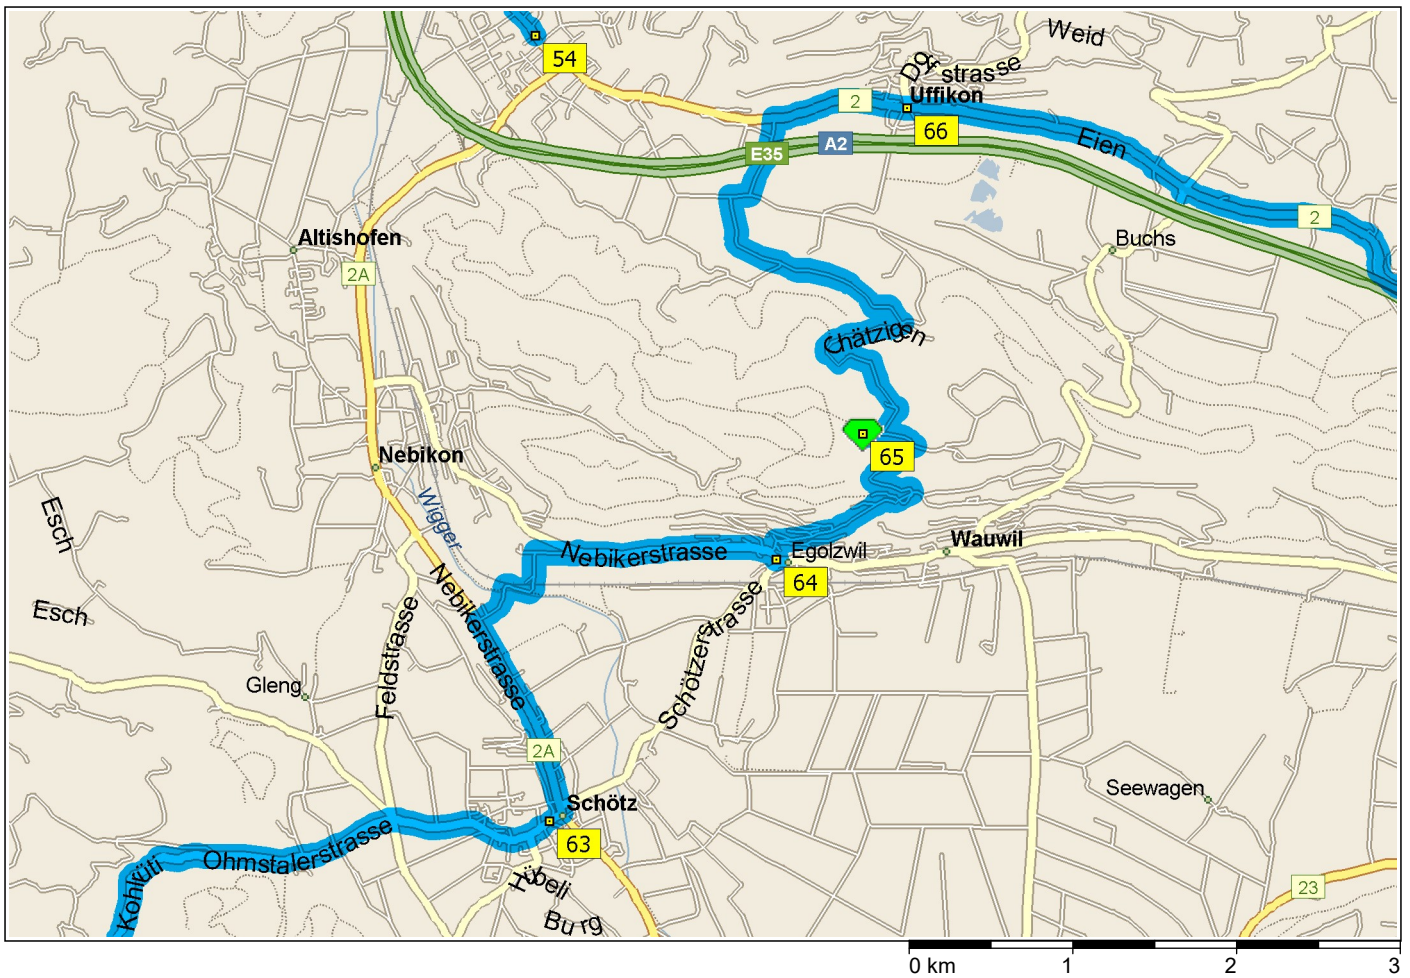 54
Weid
Dorfstrasse
2
Uffikon
66
Eien
E35
A2
2
Altishofen
Buchs
2A
Chätzigen
65
Nebikon
Wigger
Esch
Nebikerstrasse
Egolzwil
Wauwil
64
Nebikerstrasse
Feldstrasse
Schötzerstrasse
Esch
Gleng
2A
Seewagen
Schötz
63
Ohmstalerstrasse
Kohlrüti
Hübeli
Burg
23
0 km
1
2
3